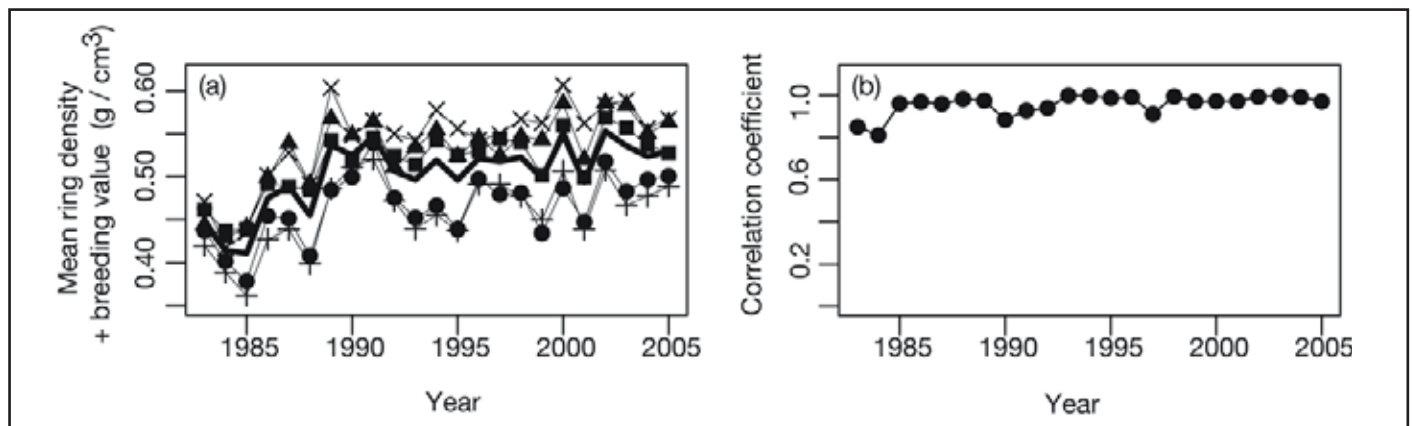 Mean ring density
+ breeding value (g / cm³)
0.60
0.50
0.40
(a)
1985 1990 1995 2000 2005
Year
Correlation coefficient
1.0
0.6
0.2
(b)
1985 1990 1995 2000 2005
Year